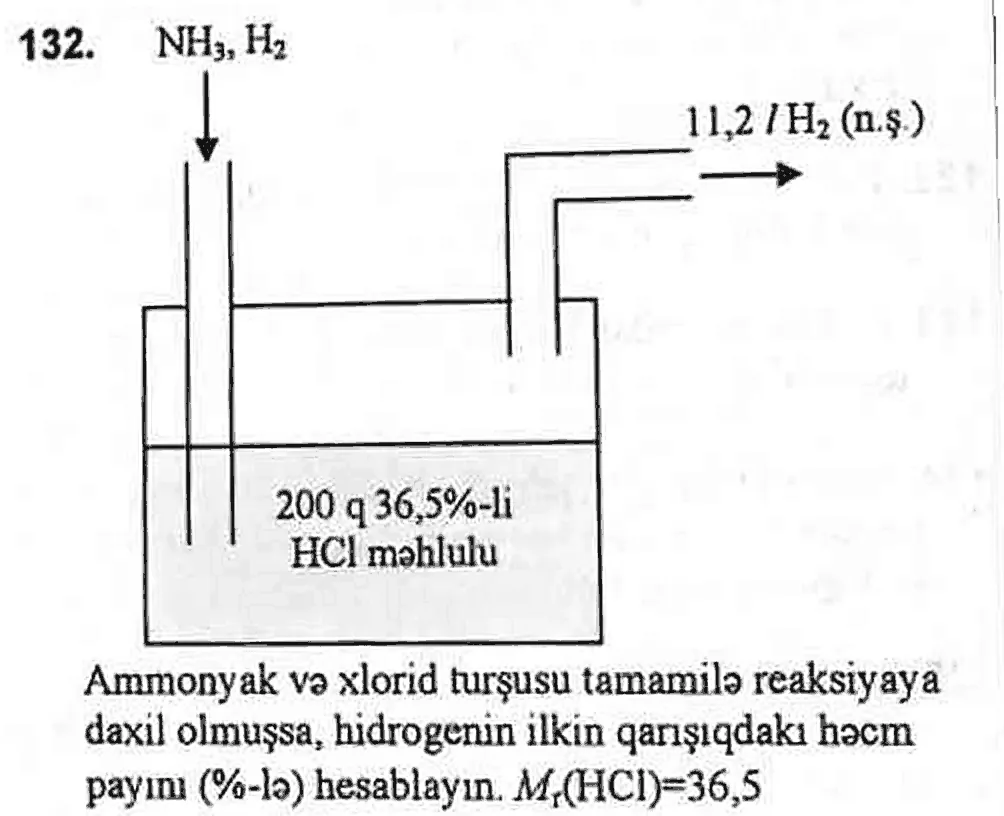 132. NH₃, H₂
11,2 l H₂ (n.ş.)
200 q 36,5%-li
HCl məhlulu
Ammonyak və xlorid turşusu tamamilə reaksiyaya
daxil olmuşsa, hidrogenin ilkin qarışıqdakı həcm
payını (%-lə) hesablayın. Mᵣ(HCl)=36,5